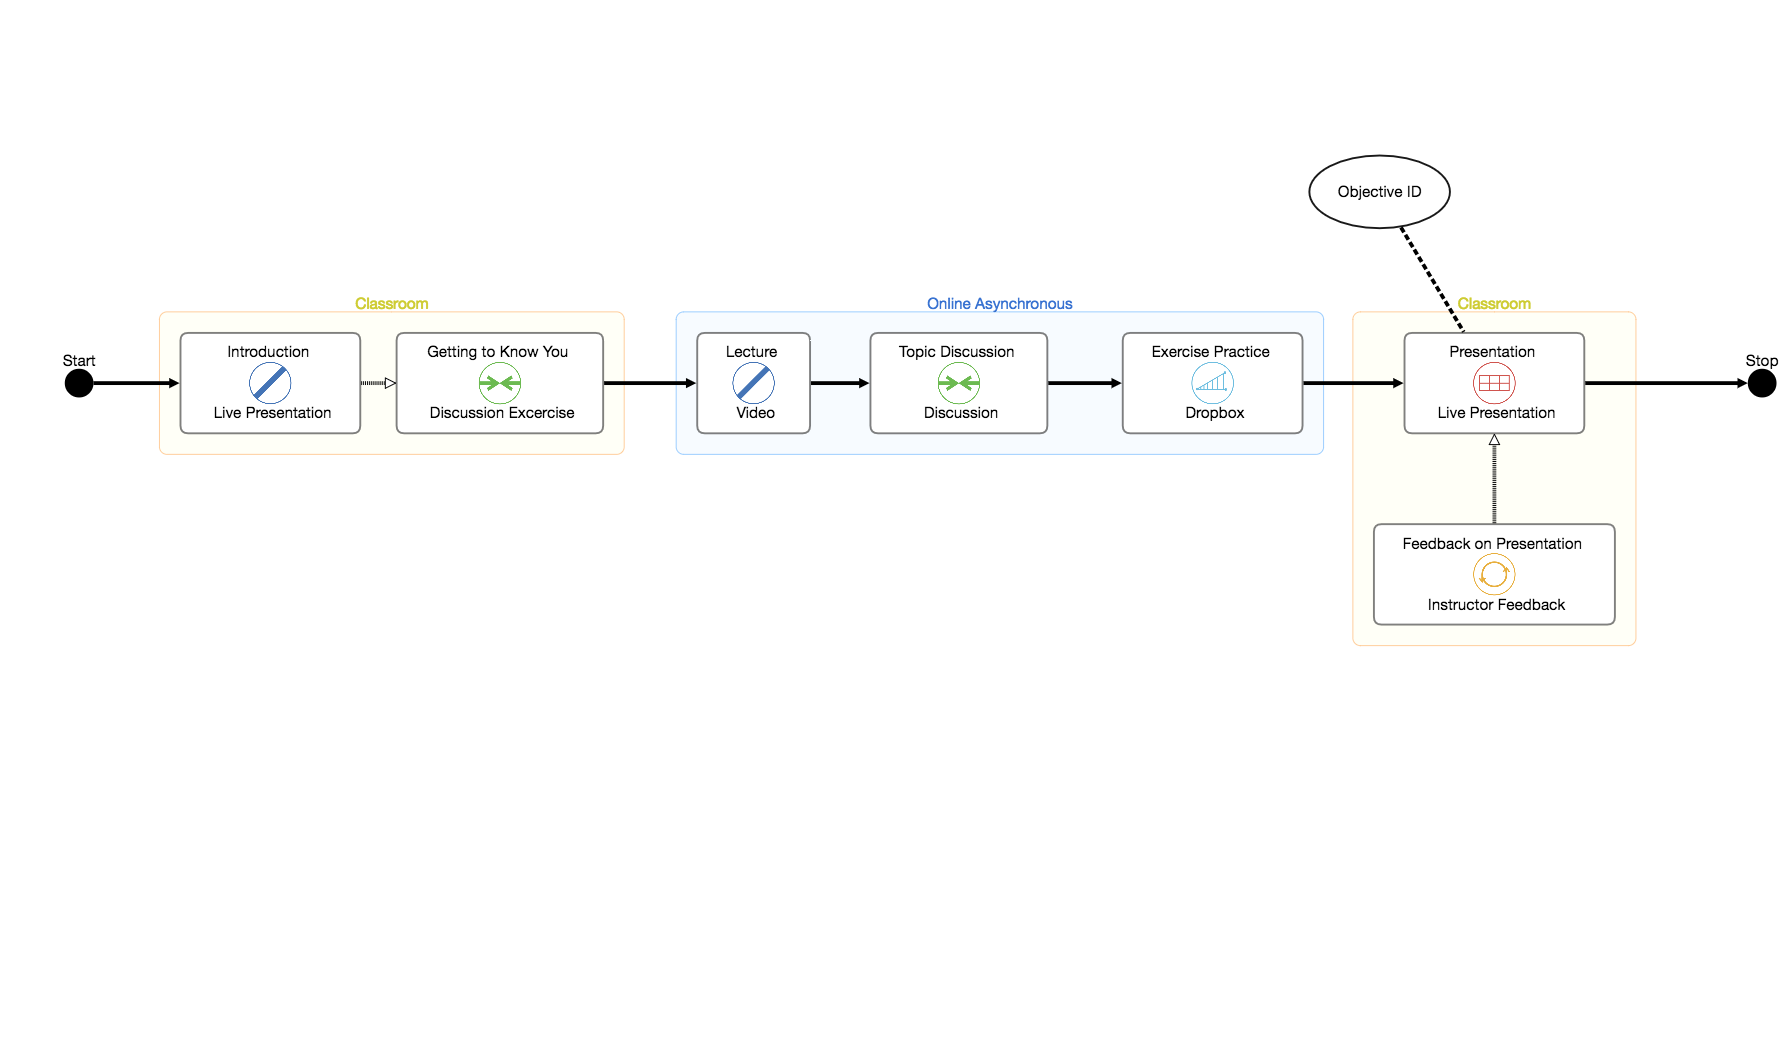 Objective ID
Classroom
Online Asynchronous
Classroom
Start
Introduction
Live Presentation
Getting to Know You
Discussion Excercise
Lecture
Video
Topic Discussion
Discussion
Exercise Practice
Dropbox
Presentation
Live Presentation
Stop
Feedback on Presentation
Instructor Feedback